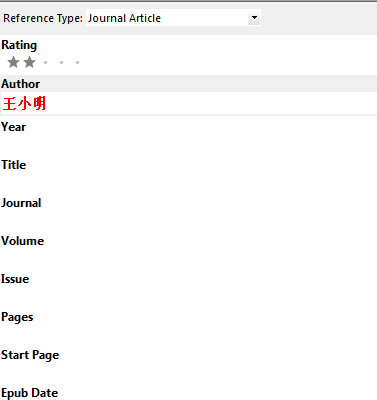 Reference Type: Journal Article
Rating
Author
王小明
Year
Title
Journal
Volume
Issue
Pages
Start Page
Epub Date